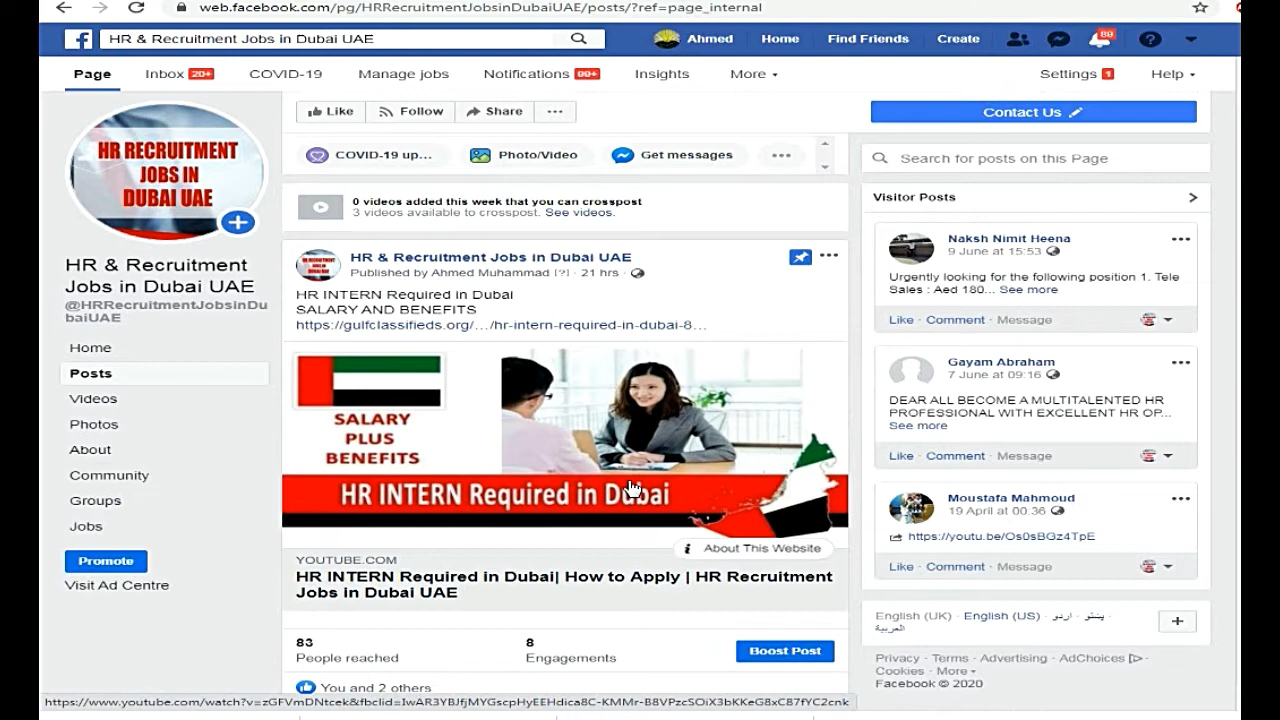 web.facebook.com/pg/HRRecruitmentJobsinDubaiUAE/posts/?ref=page_internal
HR & Recruitment Jobs in Dubai UAE
Ahmed Home Find Friends Create 89
Page Inbox 20+ COVID-19 Manage jobs Notifications 99+ Insights More Settings 1 Help
HR RECRUITMENT
JOBS IN
DUBAI UAE
HR & Recruitment
Jobs in Dubai UAE
@HRRecruitmentJobsinDu
baiUAE
Home
Posts
Videos
Photos
About
Community
Groups
Jobs
Promote
Visit Ad Centre
Like Follow Share ...
Contact Us
COVID-19 up... Photo/Video Get messages ...
0 videos added this week that you can crosspost
3 videos available to crosspost. See videos.
HR & Recruitment Jobs in Dubai UAE
Published by Ahmed Muhammad [?] · 21 hrs ·
HR INTERN Required in Dubai
SALARY AND BENEFITS
https://gulfclassifieds.org/.../hr-intern-required-in-dubai-8...
SALARY
PLUS
BENEFITS
HR INTERN Required in Dubai
About This Website
YOUTUBE.COM
HR INTERN Required in Dubai| How to Apply | HR Recruitment
Jobs in Dubai UAE
83
People reached
8
Engagements
Boost Post
You and 2 others
Search for posts on this Page
Visitor Posts
Naksh Nimit Heena
9 June at 15:53
Urgently looking for the following position 1. Tele
Sales : Aed 180... See more
Like · Comment · Message
Gayam Abraham
7 June at 09:16
DEAR ALL BECOME A MULTITALENTED HR
PROFESSIONAL WITH EXCELLENT HR OP...
See more
Like · Comment · Message
Moustafa Mahmoud
19 April at 00:36
https://youtu.be/Os0sBGz4TpE
Like · Comment · Message
English (UK) · English (US) · اردو · پښتو ·
العربية
Privacy · Terms · Advertising · AdChoices ·
Cookies · More
Facebook © 2020
https://www.youtube.com/watch?v=zGFVmDNtcek&fbclid=IwAR3YBJfjMYGscpHyEEHdica8C-KMMr-B8VPzcSOiX3bKKeG8xC87fYC2cnk